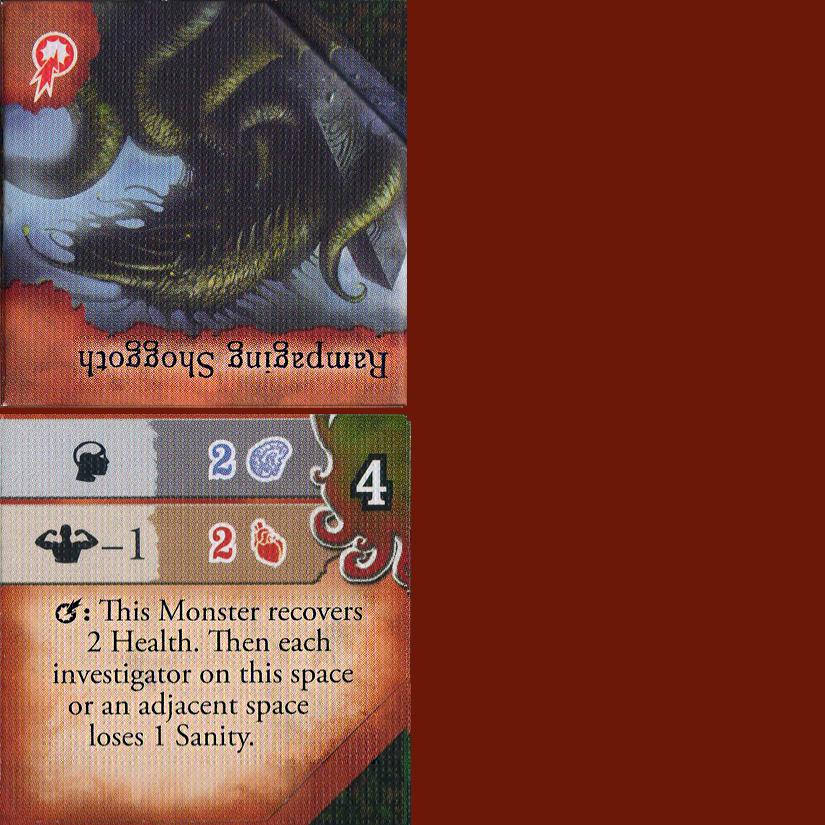 Rampaging Shoggoth
2
4
–1
2
: This Monster recovers
2 Health. Then each
investigator on this space
or an adjacent space
loses 1 Sanity.